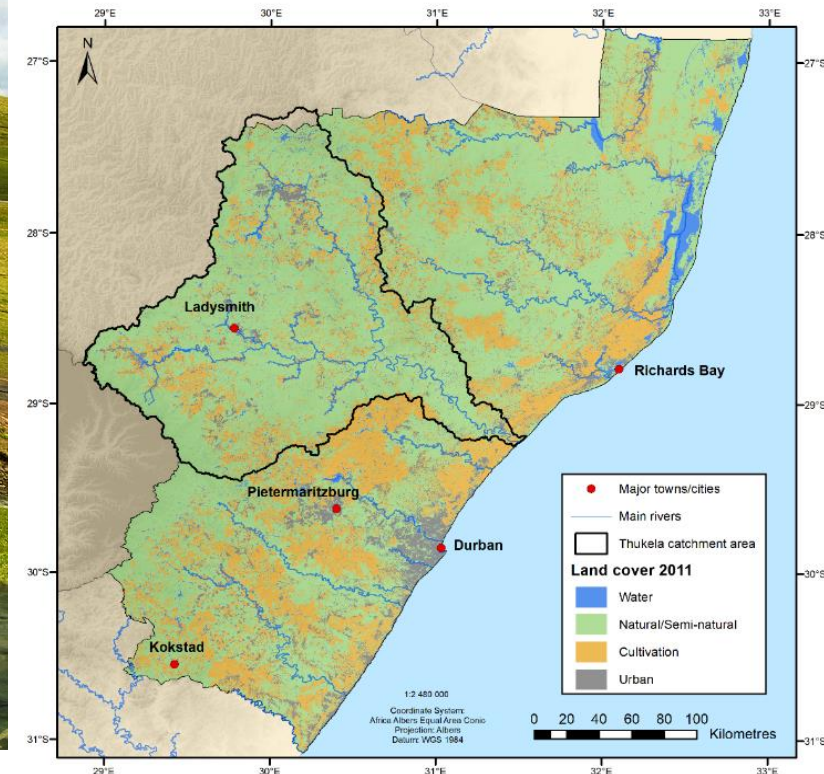 29°E 30°E 31°E 32°E 33°E
N
27°S 27°S
28°S 28°S
Ladysmith
Richards Bay
29°S 29°S
Pietermaritzburg
Durban
30°S 30°S
Kokstad
31°S 31°S
Major towns/cities
Main rivers
Thukela catchment area
Land cover 2011
Water
Natural/Semi-natural
Cultivation
Urban
1:2 480 000
Coordinate System:
Africa Albers Equal Area Conic
Projection: Albers
Datum: WGS 1984
0 20 40 60 80 100
Kilometres
29°E 30°E 31°E 32°E 33°E